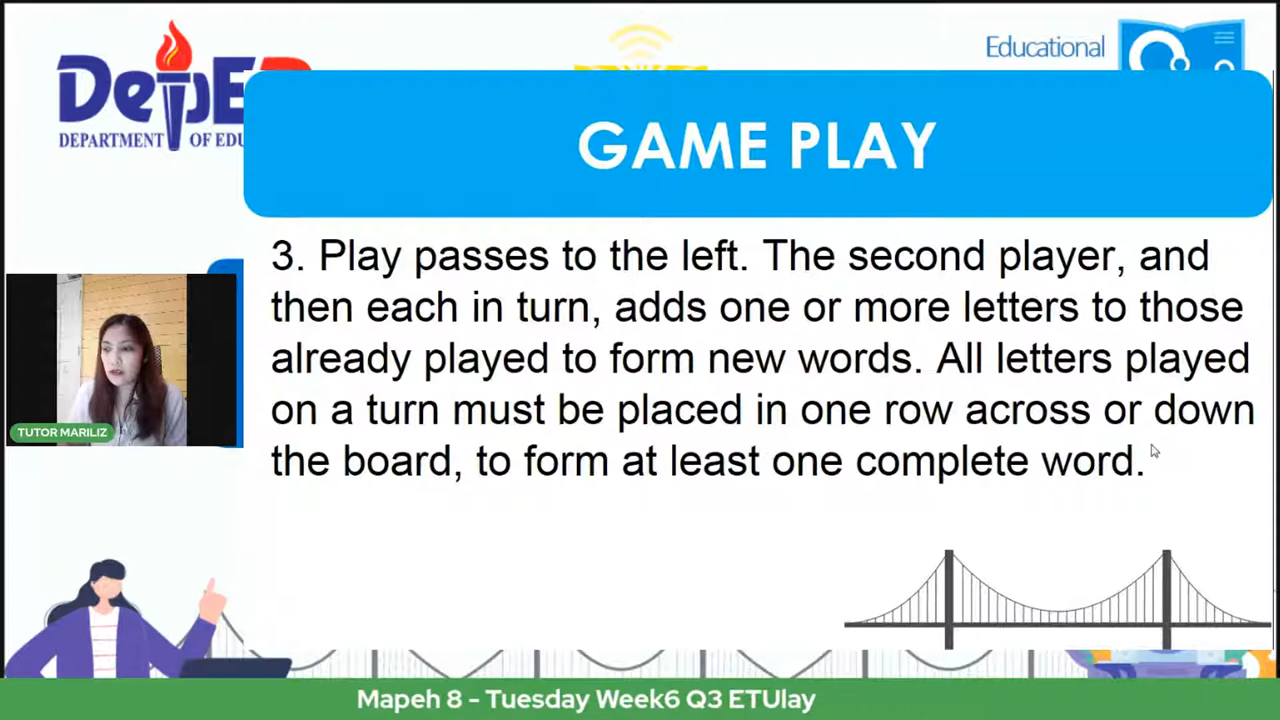 DepED
DEPARTMENT OF EDU
Educational
GAME PLAY
3. Play passes to the left. The second player, and
then each in turn, adds one or more letters to those
already played to form new words. All letters played
on a turn must be placed in one row across or down
the board, to form at least one complete word.
TUTOR MARILIZ
Mapeh 8 - Tuesday Week6 Q3 ETUlay